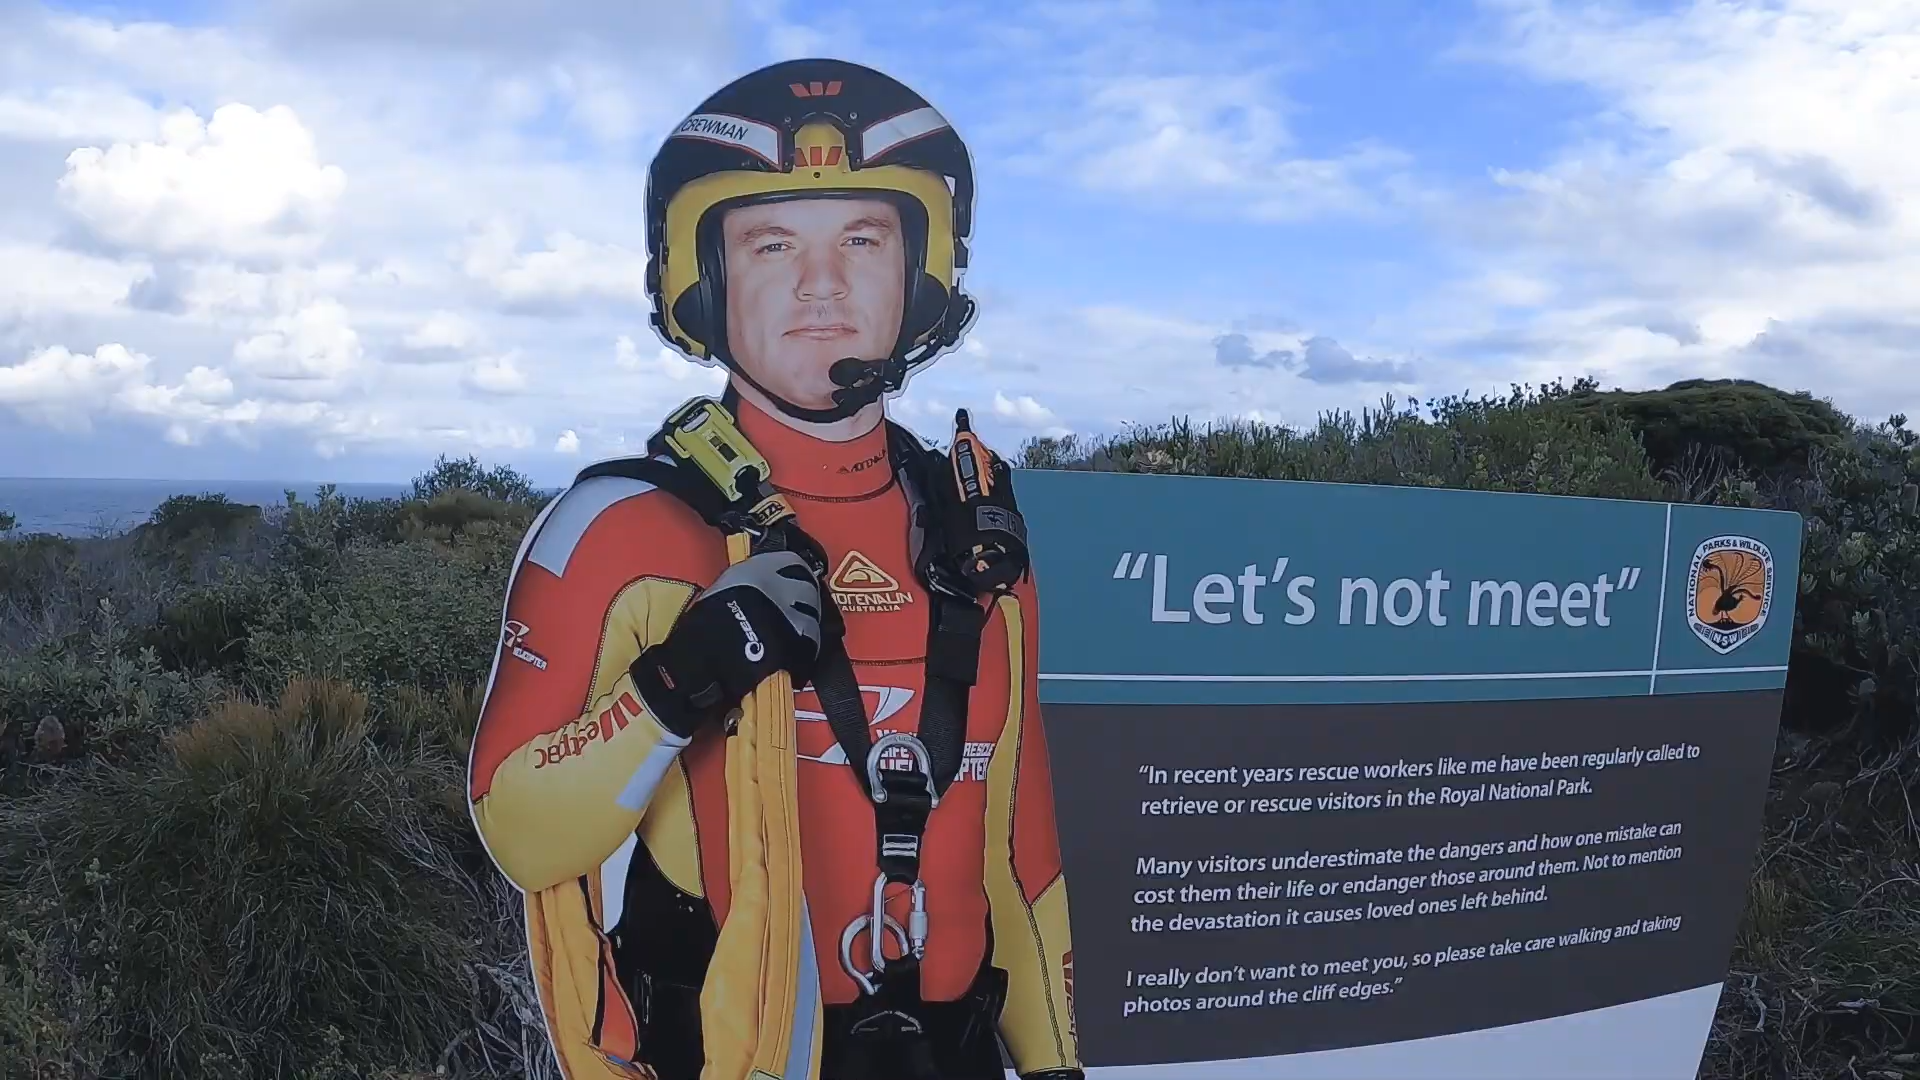 CREWMAN
ADRENALIN
AUSTRALIA
Westpac
RESCUE
"Let's not meet"
NATIONAL PARKS & WILDLIFE SERVICE
NSW
"In recent years rescue workers like me have been regularly called to
retrieve or rescue visitors in the Royal National Park.
Many visitors underestimate the dangers and how one mistake can
cost them their life or endanger those around them. Not to mention
the devastation it causes loved ones left behind.
I really don't want to meet you, so please take care walking and taking
photos around the cliff edges."